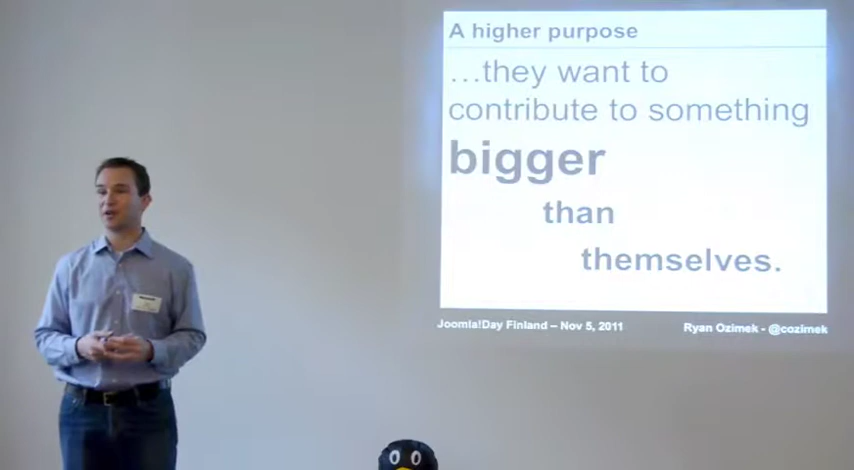 A higher purpose
...they want to
contribute to something
bigger
than
themselves.
Joomla!Day Finland – Nov 5, 2011
Ryan Ozimek - @cozimek